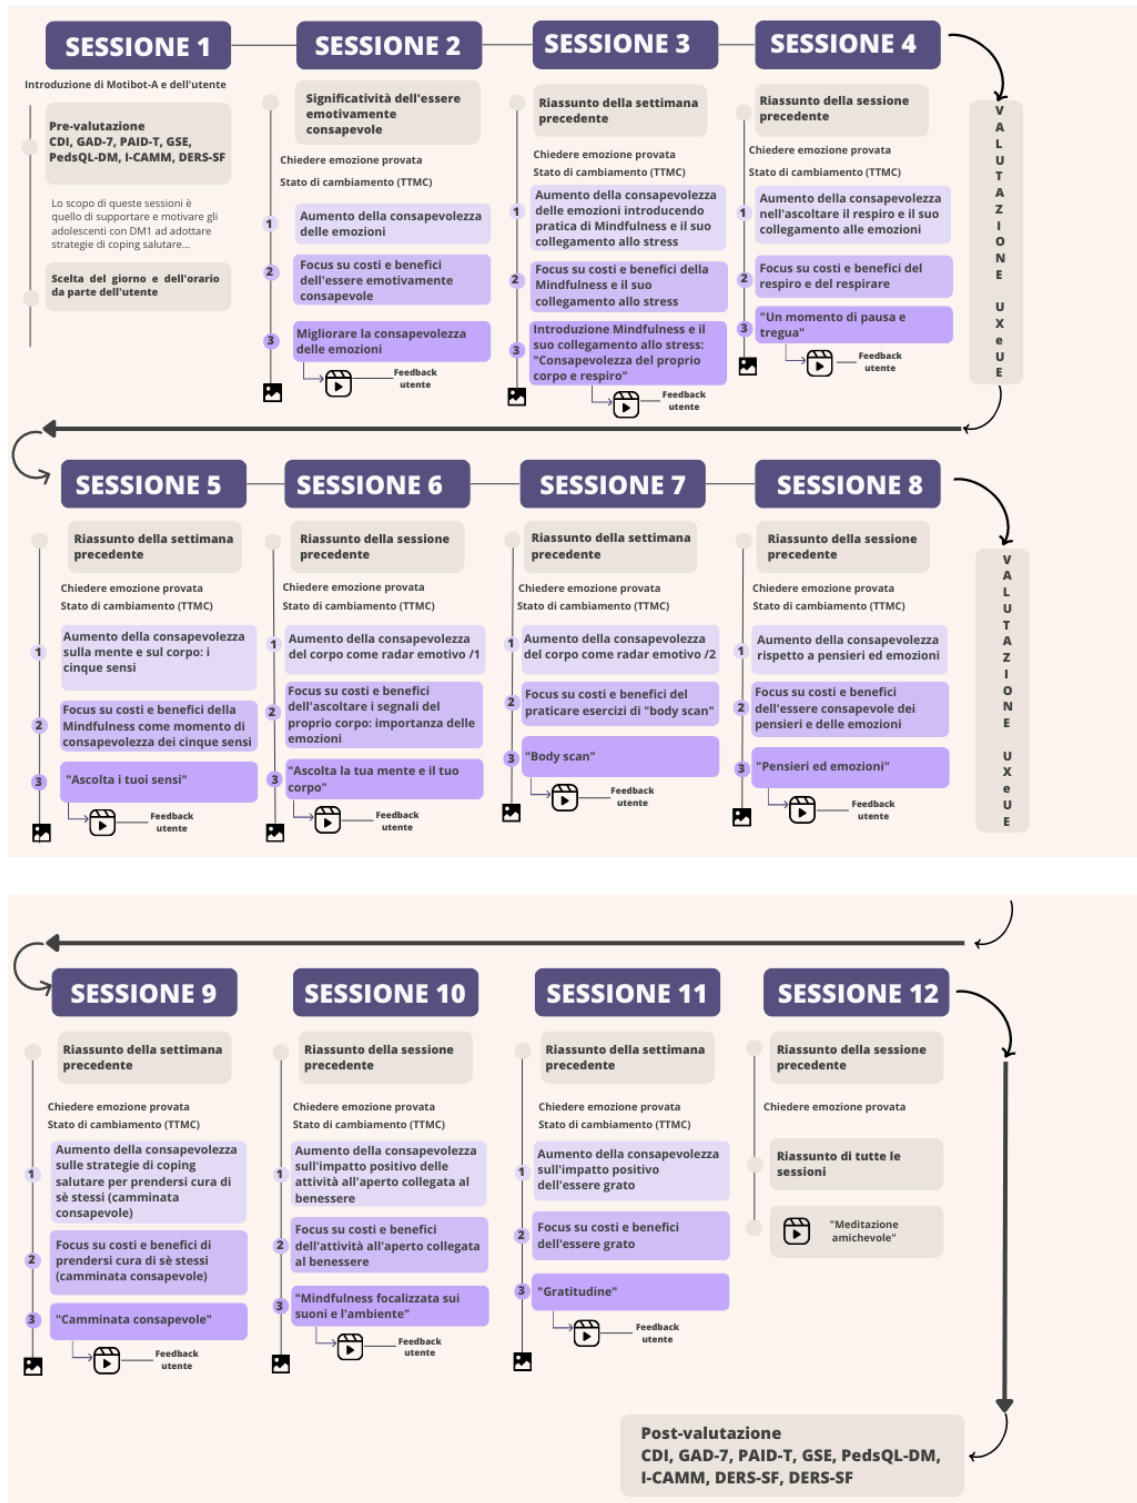 SESSIONE 1
Introduzione di Motibot-A e dell'utente
Pre-valutazione
CDI, GAD-7, PAID-T, GSE,
PedsQL-DM, I-CAMM, DERS-SF
Lo scopo di queste sessioni è
quello di supportare e motivare gli
adolescenti con DM1 ad adottare
strategie di coping salutare...
Scelta del giorno e dell'orario
da parte dell'utente
SESSIONE 2
Significatività dell'essere
emotivamente
consapevole
Chiedere emozione provata
Stato di cambiamento (TTMC)
1
Aumento della consapevolezza
delle emozioni
2
Focus su costi e benefici
dell'essere emotivamente
consapevole
3
Migliorare la consapevolezza
delle emozioni
Feedback
utente
SESSIONE 3
Riassunto della settimana
precedente
Chiedere emozione provata
Stato di cambiamento (TTMC)
1
Aumento della consapevolezza
delle emozioni introducendo
pratica di Mindfulness e il suo
collegamento allo stress
2
Focus su costi e benefici della
Mindfulness e il suo
collegamento allo stress
3
Introduzione Mindfulness e il
suo collegamento allo stress:
"Consapevolezza del proprio
corpo e respiro"
Feedback
utente
SESSIONE 4
Riassunto della sessione
precedente
Chiedere emozione provata
Stato di cambiamento (TTMC)
1
Aumento della consapevolezza
nell'ascoltare il respiro e il suo
collegamento alle emozioni
2
Focus su costi e benefici del
respiro e del respirare
3
"Un momento di pausa e
tregua"
Feedback
utente
VALUTAZIONE UXeUE
SESSIONE 5
Riassunto della settimana
precedente
Chiedere emozione provata
Stato di cambiamento (TTMC)
1
Aumento della consapevolezza
sulla mente e sul corpo: i
cinque sensi
2
Focus su costi e benefici della
Mindfulness come momento di
consapevolezza dei cinque sensi
3
"Ascolta i tuoi sensi"
Feedback
utente
SESSIONE 6
Riassunto della sessione
precedente
Chiedere emozione provata
Stato di cambiamento (TTMC)
1
Aumento della consapevolezza
del corpo come radar emotivo /1
2
Focus su costi e benefici
dell'ascoltare i segnali del
proprio corpo: importanza delle
emozioni
3
"Ascolta la tua mente e il tuo
corpo"
Feedback
utente
SESSIONE 7
Riassunto della settimana
precedente
Chiedere emozione provata
Stato di cambiamento (TTMC)
1
Aumento della consapevolezza
del corpo come radar emotivo /2
2
Focus su costi e benefici del
praticare esercizi di "body scan"
3
"Body scan"
Feedback
utente
SESSIONE 8
Riassunto della sessione
precedente
Chiedere emozione provata
Stato di cambiamento (TTMC)
1
Aumento della consapevolezza
rispetto a pensieri ed emozioni
2
Focus su costi e benefici
dell'essere consapevole dei
pensieri e delle emozioni
3
"Pensieri ed emozioni"
Feedback
utente
VALUTAZIONE UXeUE
SESSIONE 9
Riassunto della settimana
precedente
Chiedere emozione provata
Stato di cambiamento (TTMC)
1
Aumento della consapevolezza
sulle strategie di coping
salutare per prendersi cura di
sè stessi (camminata
consapevole)
2
Focus su costi e benefici di
prendersi cura di sè stessi
(camminata consapevole)
3
"Camminata consapevole"
Feedback
utente
SESSIONE 10
Riassunto della sessione
precedente
Chiedere emozione provata
Stato di cambiamento (TTMC)
1
Aumento della consapevolezza
sull'impatto positivo delle
attività all'aperto collegata al
benessere
2
Focus su costi e benefici
dell'attività all'aperto collegata
al benessere
3
"Mindfulness focalizzata sui
suoni e l'ambiente"
Feedback
utente
SESSIONE 11
Riassunto della settimana
precedente
Chiedere emozione provata
Stato di cambiamento (TTMC)
1
Aumento della consapevolezza
sull'impatto positivo
dell'essere grato
2
Focus su costi e benefici
dell'essere grato
3
"Gratitudine"
Feedback
utente
SESSIONE 12
Riassunto della sessione
precedente
Chiedere emozione provata
Riassunto di tutte le
sessioni
"Meditazione
amichevole"
Post-valutazione
CDI, GAD-7, PAID-T, GSE, PedsQL-DM,
I-CAMM, DERS-SF, DERS-SF